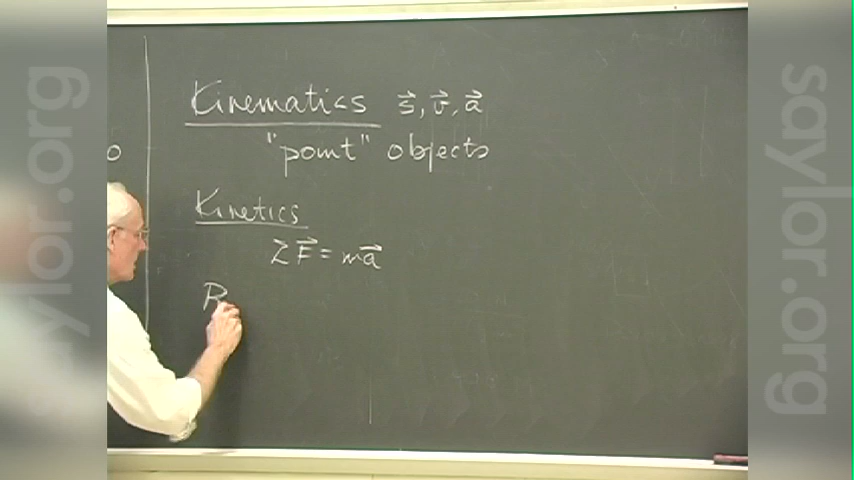 Kinematics s⃗, v⃗, a⃗
"point" objects
Kinetics
ΣF⃗ = ma⃗
R
saylor.org
saylor.org